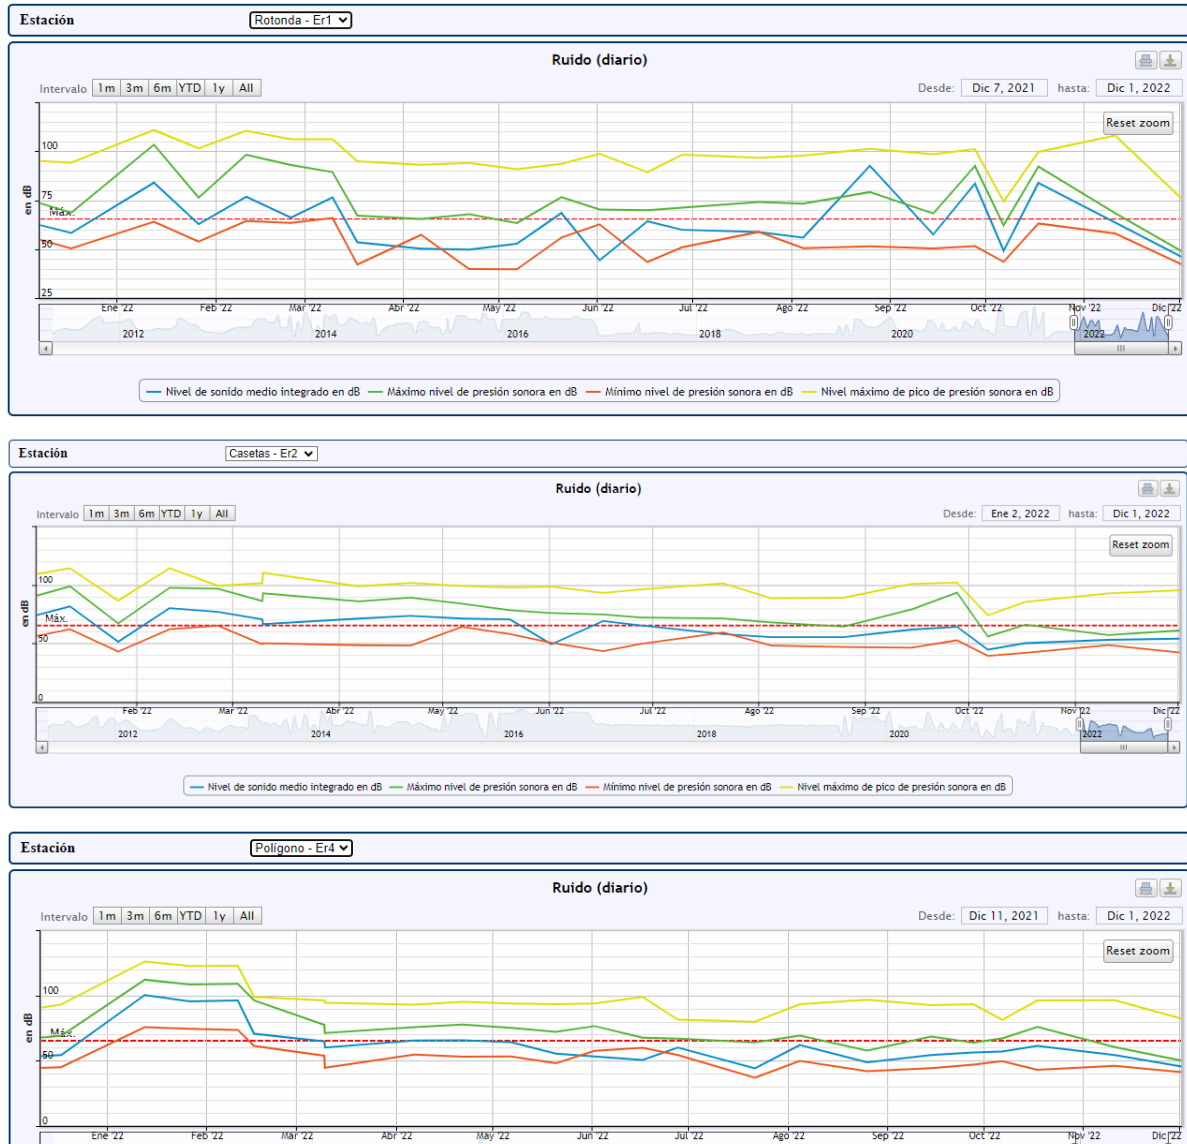 Estación Rotonda - Er1
Ruido (diario)
Intervalo 1m 3m 6m YTD 1y All Desde: Dic 7, 2021 hasta: Dic 1, 2022
Reset zoom
en dB
100
75
Máx.
50
25
Ene '22 Feb '22 Mar '22 Abr '22 May '22 Jun '22 Jul '22 Ago '22 Sep '22 Oct '22 Nov '22 Dic '22
2012 2014 2016 2018 2020 2022
Nivel de sonido medio integrado en dB Máximo nivel de presión sonora en dB Mínimo nivel de presión sonora en dB Nivel máximo de pico de presión sonora en dB
Estación Casetas - Er2
Ruido (diario)
Intervalo 1m 3m 6m YTD 1y All Desde: Ene 2, 2022 hasta: Dic 1, 2022
Reset zoom
en dB
100
Máx.
50
0
Feb '22 Mar '22 Abr '22 May '22 Jun '22 Jul '22 Ago '22 Sep '22 Oct '22 Nov '22 Dic '22
2012 2014 2016 2018 2020 2022
Nivel de sonido medio integrado en dB Máximo nivel de presión sonora en dB Mínimo nivel de presión sonora en dB Nivel máximo de pico de presión sonora en dB
Estación Polígono - Er4
Ruido (diario)
Intervalo 1m 3m 6m YTD 1y All Desde: Dic 11, 2021 hasta: Dic 1, 2022
Reset zoom
en dB
100
Máx.
50
0
Ene '22 Feb '22 Mar '22 Abr '22 May '22 Jun '22 Jul '22 Ago '22 Sep '22 Oct '22 Nov '22 Dic '22